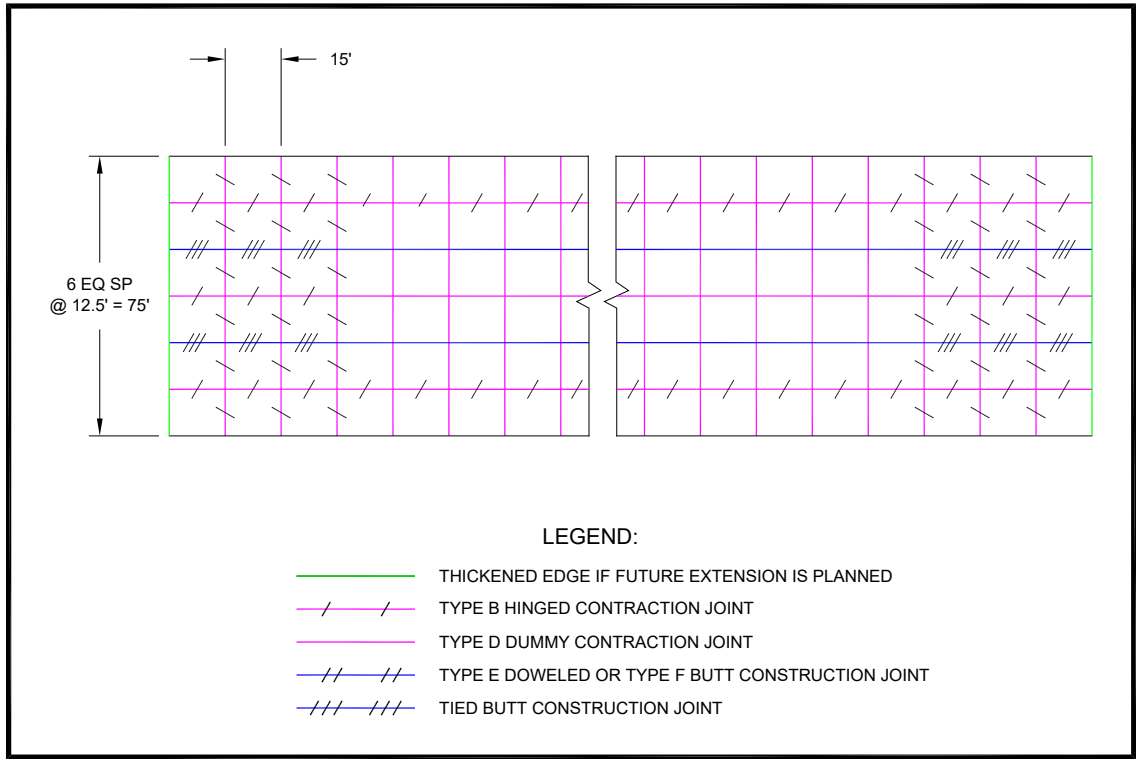 15'
6 EQ SP
@ 12.5' = 75'
LEGEND:
THICKENED EDGE IF FUTURE EXTENSION IS PLANNED
TYPE B HINGED CONTRACTION JOINT
TYPE D DUMMY CONTRACTION JOINT
TYPE E DOWELED OR TYPE F BUTT CONSTRUCTION JOINT
TIED BUTT CONSTRUCTION JOINT